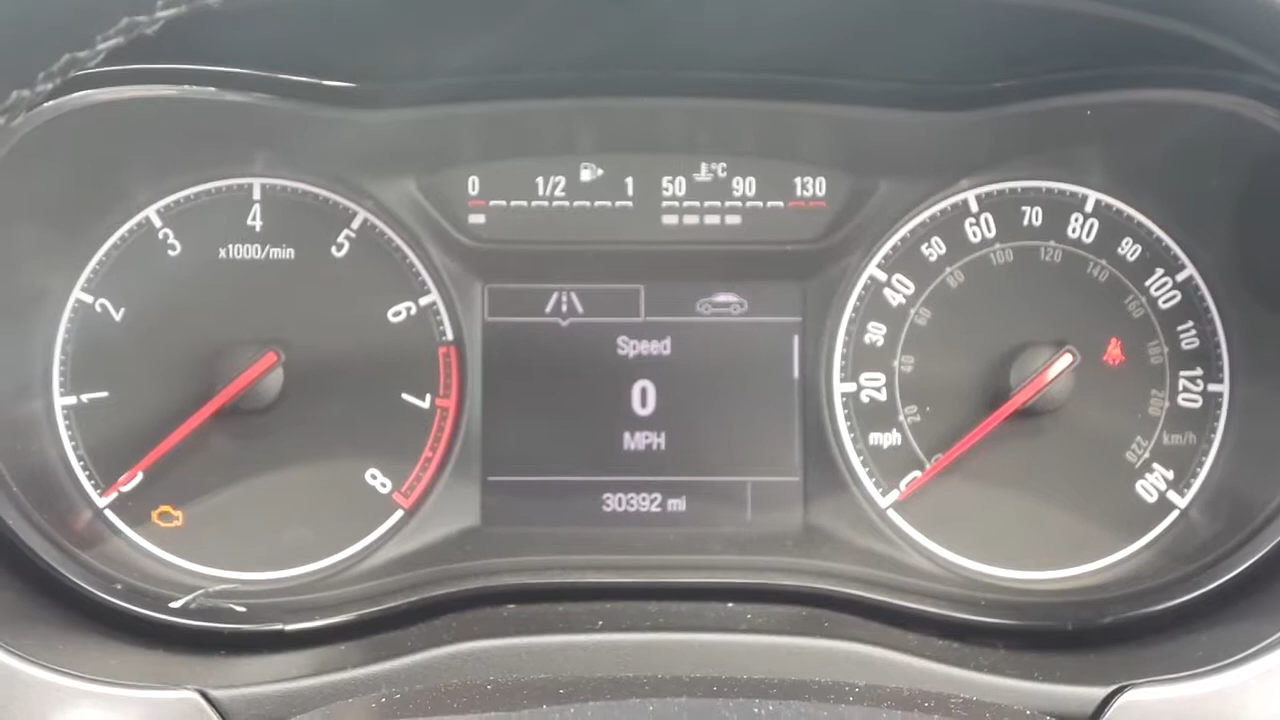 0 1/2 1
50 90 130
°C
0 1 2 3 4 5 6 7 8
x1000/min
Speed
0
MPH
30392 mi
0 20 30 40 50 60 70 80 90 100 110 120 140
mph
0 20 40 60 80 100 120 140 160 180 200 220
km/h